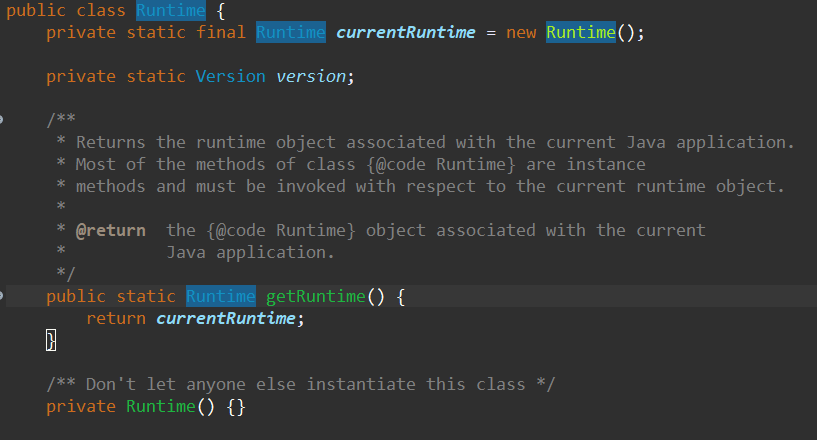 public class Runtime {
    private static final Runtime currentRuntime = new Runtime();

    private static Version version;

    /**
     * Returns the runtime object associated with the current Java application.
     * Most of the methods of class {@code Runtime} are instance
     * methods and must be invoked with respect to the current runtime object.
     *
     * @return  the {@code Runtime} object associated with the current
     *          Java application.
     */
    public static Runtime getRuntime() {
        return currentRuntime;
    }

    /** Don't let anyone else instantiate this class */
    private Runtime() {}